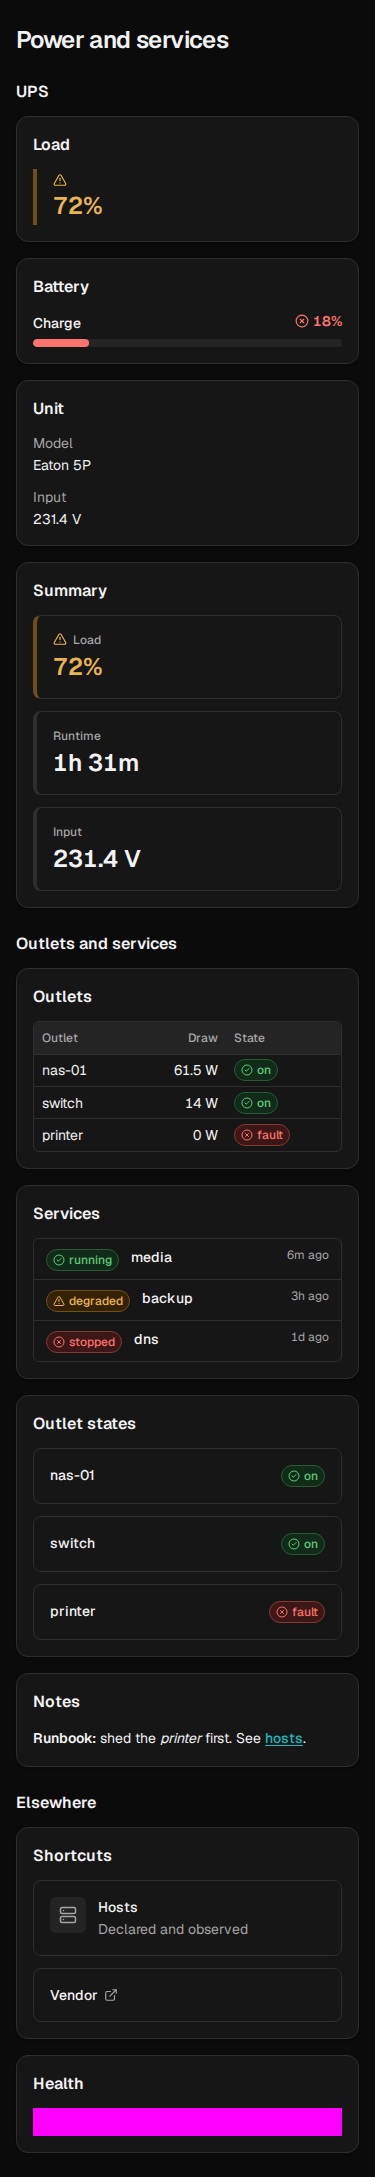 Power and services
UPS
Load
72%
Battery
Charge 18%
Unit
Model
Eaton 5P
Input
231.4 V
Summary
Load
72%
Runtime
1h 31m
Input
231.4 V
Outlets and services
Outlets
Outlet Draw State
nas-01 61.5 W on
switch 14 W on
printer 0 W fault
Services
running media 6m ago
degraded backup 3h ago
stopped dns 1d ago
Outlet states
nas-01 on
switch on
printer fault
Notes
Runbook: shed the printer first. See hosts.
Elsewhere
Shortcuts
Hosts
Declared and observed
Vendor
Health